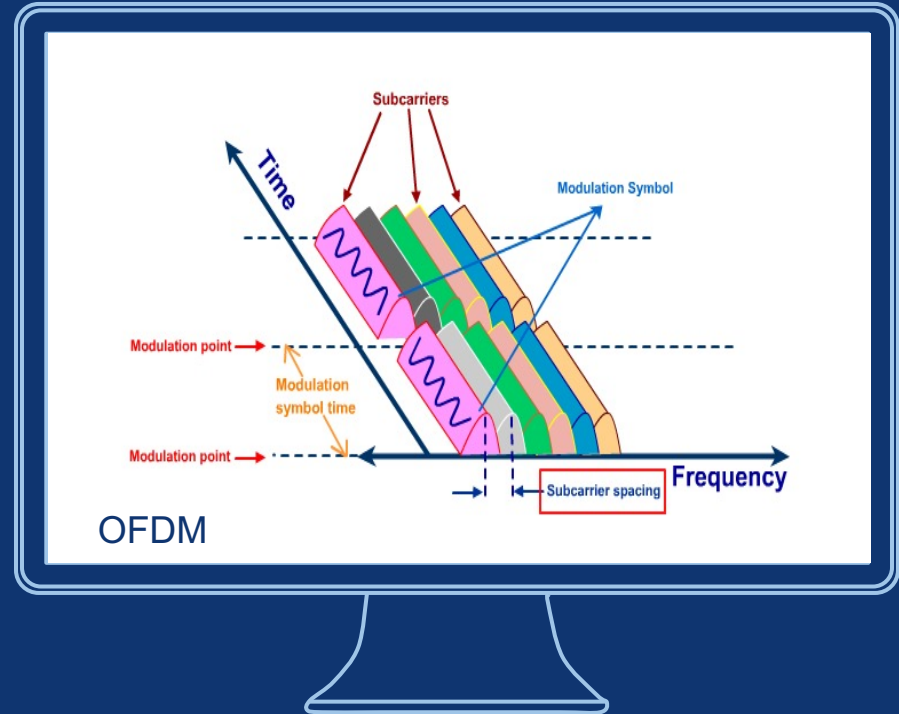 Subcarriers
Time
Modulation Symbol
Modulation point
Modulation
symbol time
Modulation point
Frequency
Subcarrier spacing
OFDM